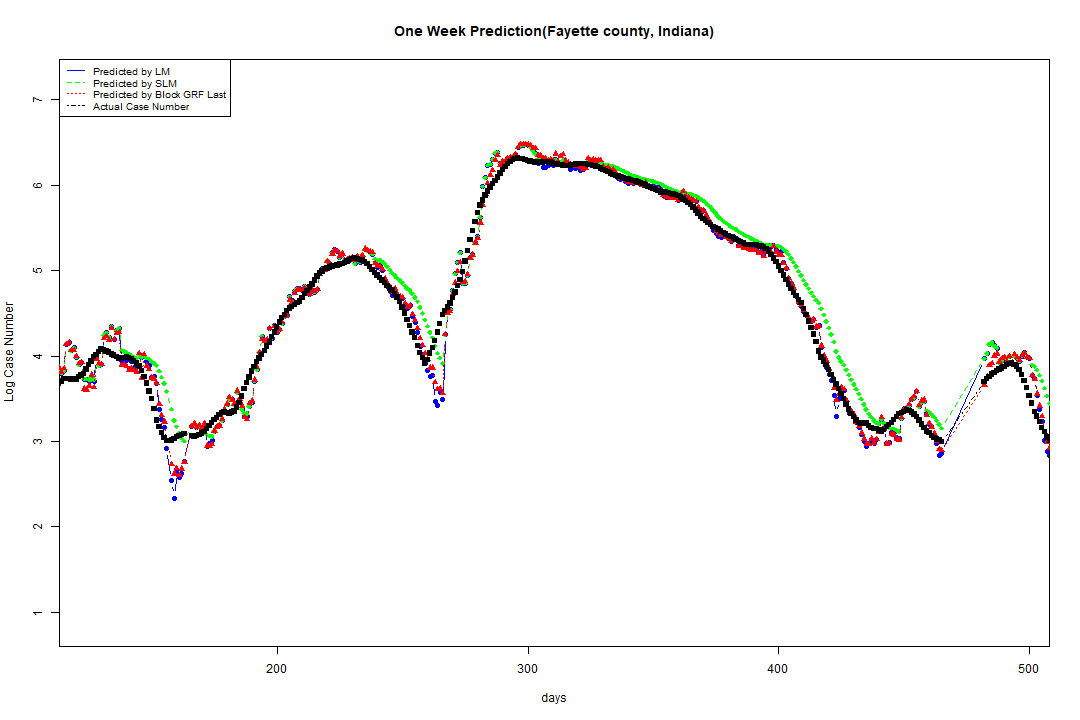 One Week Prediction(Fayette county, Indiana)
Predicted by LM
Predicted by SLM
Predicted by Block GRF Last
Actual Case Number
7
6
5
4
3
2
1
Log Case Number
200
300
400
500
days